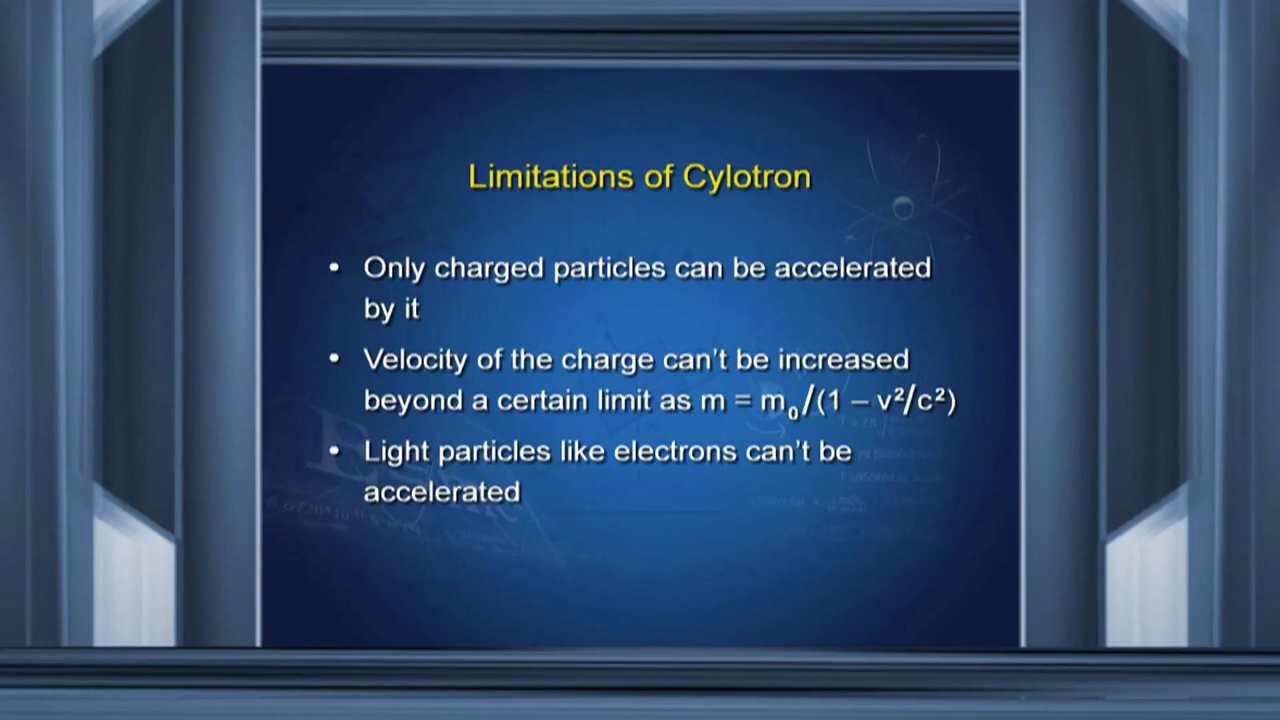 Limitations of Cylotron
• Only charged particles can be accelerated
by it
• Velocity of the charge can't be increased
beyond a certain limit as m = m₀/(1 – v²/c²)
• Light particles like electrons can't be
accelerated